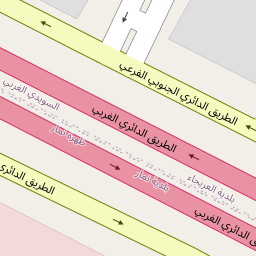 الطريق الدائري الجنوبي الفرعي
الطريق الدائري الغربي
السويدي الغربي
ظهرة نمار
بلدية العريجاء
بلدية نمار
الطريق الدائري الغربي
الطريق الدائري